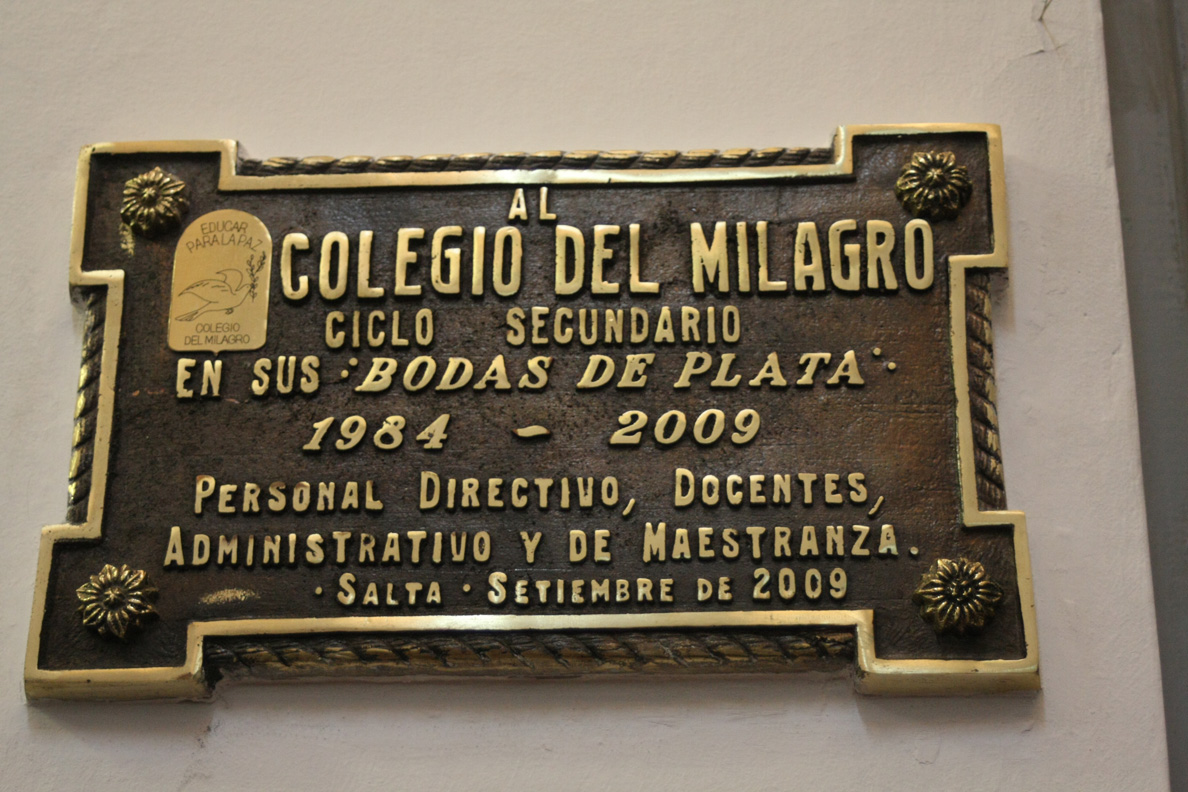 AL
EDUCAR
PARA LA PAZ
COLEGIO DEL MILAGRO
COLEGIO
DEL MILAGRO
CICLO SECUNDARIO
EN SUS "BODAS DE PLATA"
1984 - 2009
PERSONAL DIRECTIVO, DOCENTES,
ADMINISTRATIVO Y DE MAESTRANZA.
· SALTA · SETIEMBRE DE 2009